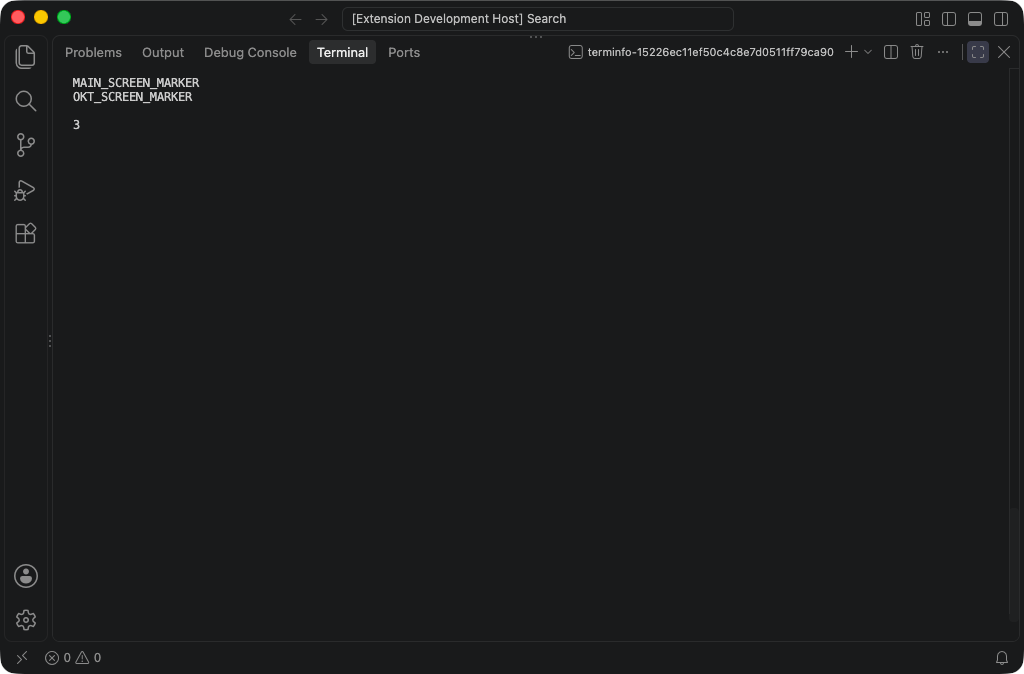 [Extension Development Host] Search
Problems Output Debug Console Terminal Ports terminfo-15226ec11ef50c4c8e7d0511ff79ca90
MAIN_SCREEN_MARKER
OKT_SCREEN_MARKER
3
0 0